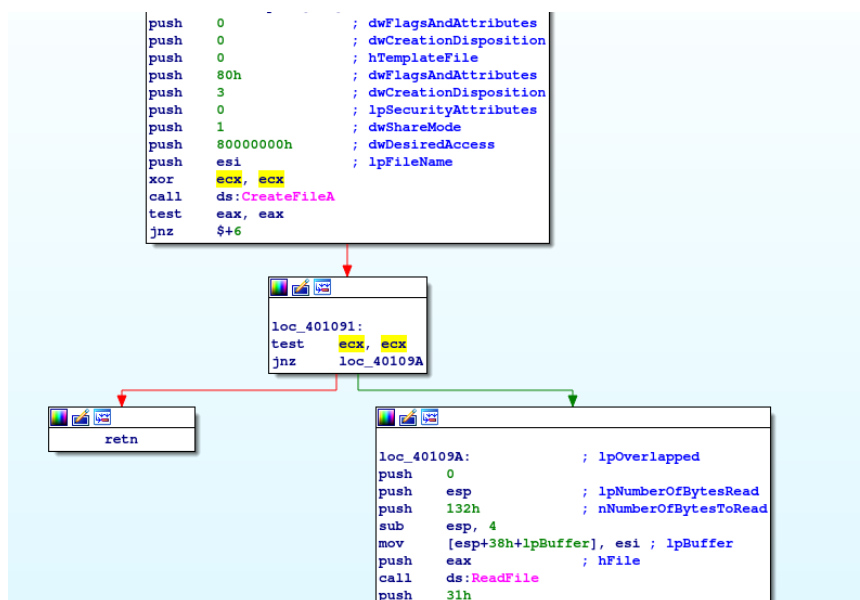 push 0 ; dwFlagsAndAttributes
push 0 ; dwCreationDisposition
push 0 ; hTemplateFile
push 80h ; dwFlagsAndAttributes
push 3 ; dwCreationDisposition
push 0 ; lpSecurityAttributes
push 1 ; dwShareMode
push 80000000h ; dwDesiredAccess
push esi ; lpFileName
xor ecx, ecx
call ds:CreateFileA
test eax, eax
jnz $+6
loc_401091:
test ecx, ecx
jnz loc_40109A
retn
loc_40109A: ; lpOverlapped
push 0
push esp ; lpNumberOfBytesRead
push 132h ; nNumberOfBytesToRead
sub esp, 4
mov [esp+38h+lpBuffer], esi ; lpBuffer
push eax ; hFile
call ds:ReadFile
push 31h